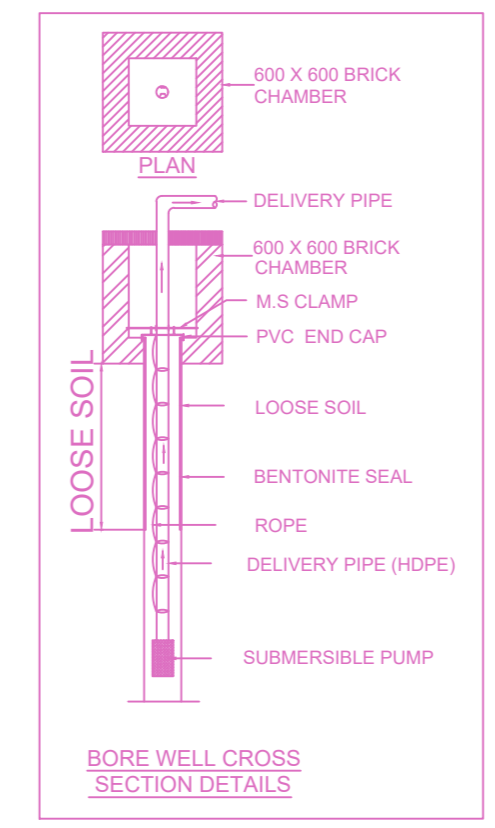 600 X 600 BRICK
CHAMBER
PLAN
DELIVERY PIPE
600 X 600 BRICK
CHAMBER
M.S CLAMP
PVC END CAP
LOOSE SOIL
LOOSE SOIL
BENTONITE SEAL
ROPE
DELIVERY PIPE (HDPE)
SUBMERSIBLE PUMP
BORE WELL CROSS
SECTION DETAILS